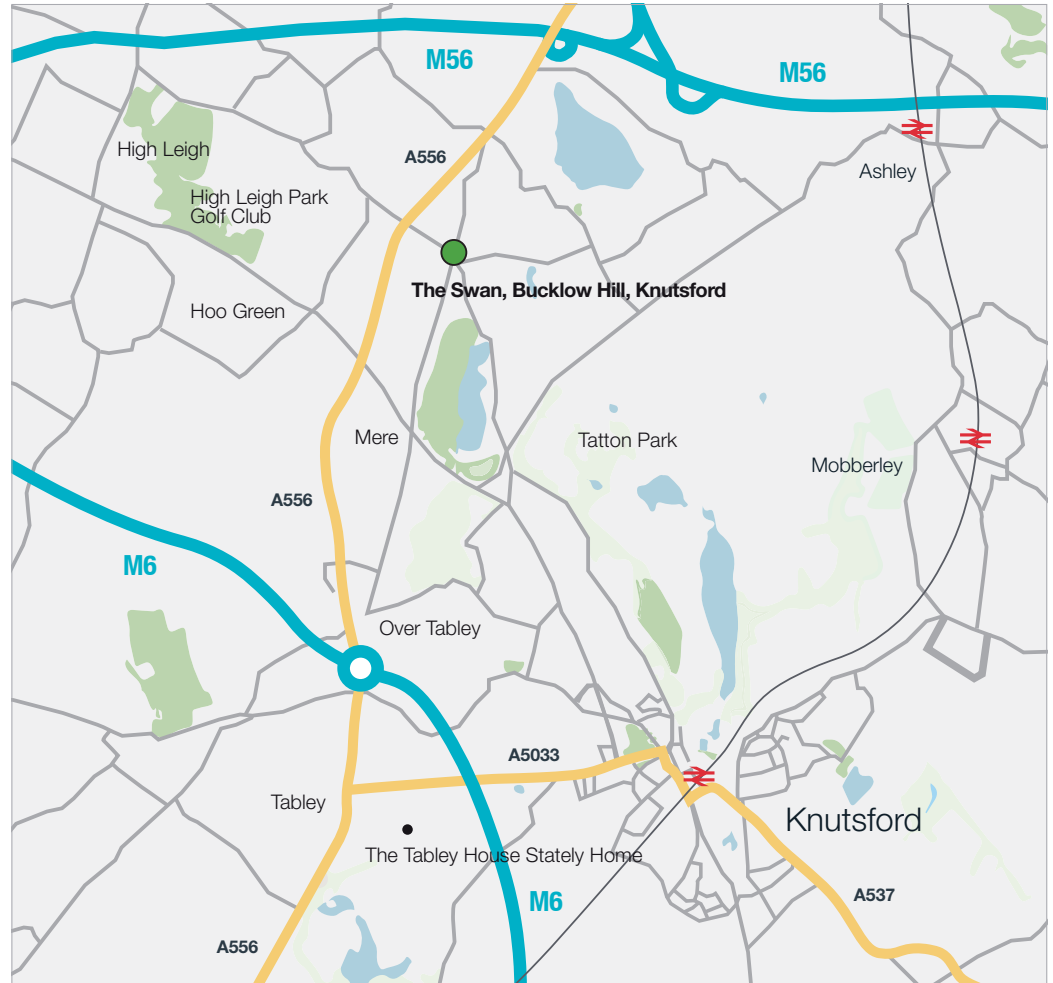 M56
M56
High Leigh
A556
Ashley
High Leigh Park
Golf Club
The Swan, Bucklow Hill, Knutsford
Hoo Green
Mere
Tatton Park
Mobberley
A556
M6
Over Tabley
A5033
Tabley
Knutsford
The Tabley House Stately Home
A537
M6
A556